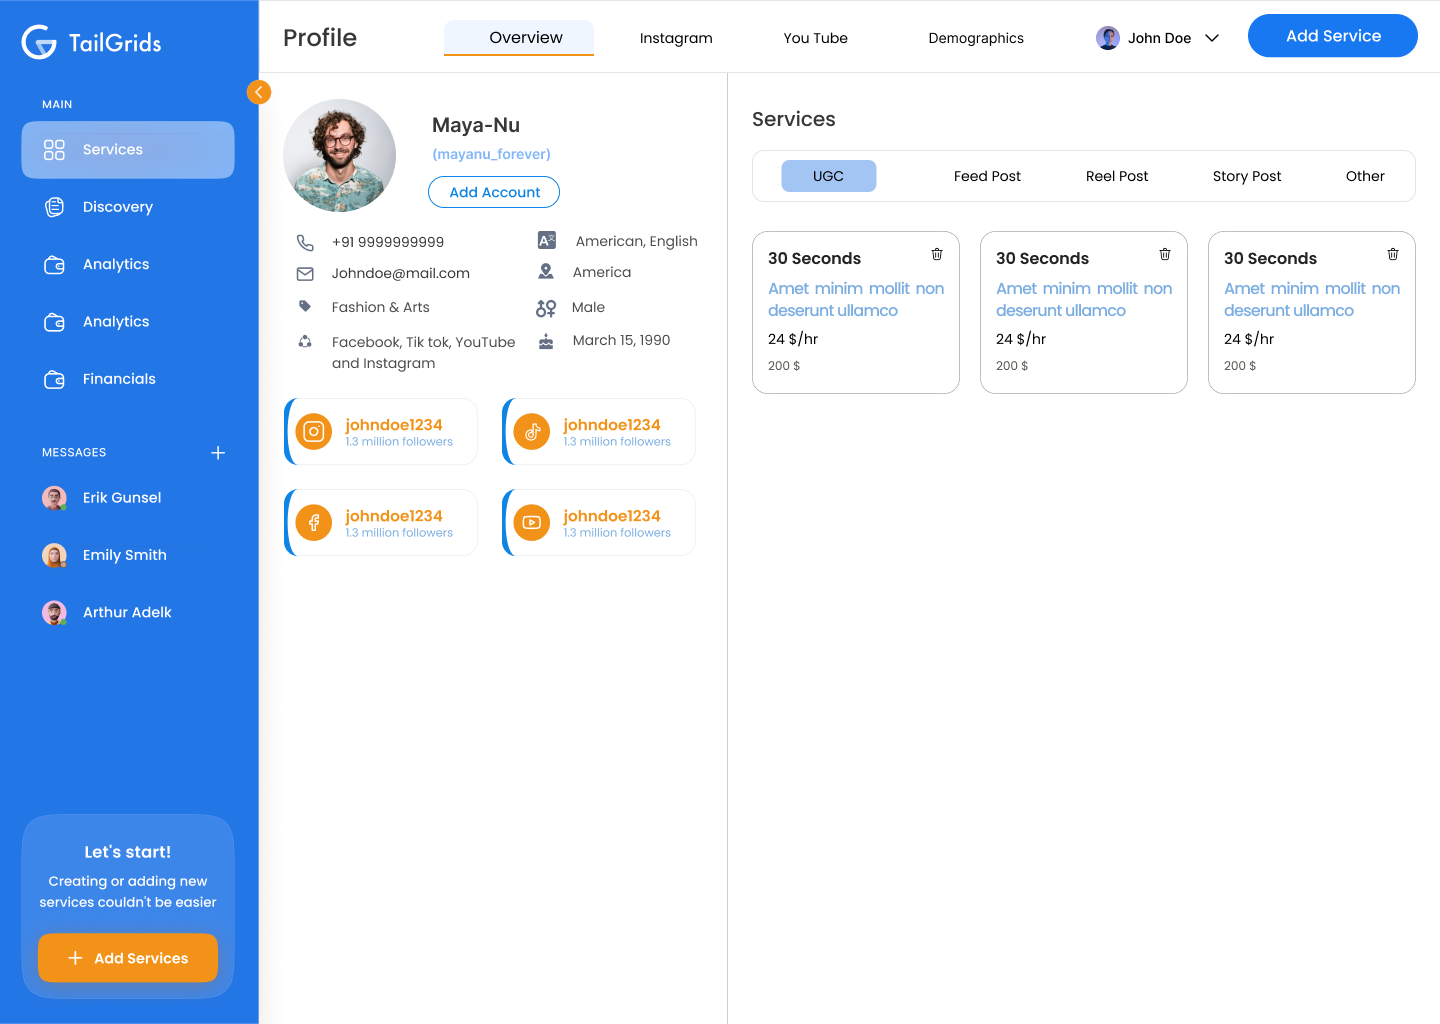 TailGrids
MAIN
Services
Discovery
Analytics
Analytics
Financials
MESSAGES
Erik Gunsel
Emily Smith
Arthur Adelk
Let's start!
Creating or adding new
services couldn't be easier
Add Services
Profile
Overview
Instagram
You Tube
Demographics
John Doe
Add Service
Maya-Nu
(mayanu_forever)
Add Account
+91 9999999999
Johndoe@mail.com
Fashion & Arts
Facebook, Tik tok, YouTube
and Instagram
A
American, English
America
Male
March 15, 1990
johndoe1234
1.3 million followers
johndoe1234
1.3 million followers
johndoe1234
1.3 million followers
johndoe1234
1.3 million followers
Services
UGC
Feed Post
Reel Post
Story Post
Other
30 Seconds
Amet minim mollit non
deserunt ullamco
24 $/hr
200 $
30 Seconds
Amet minim mollit non
deserunt ullamco
24 $/hr
200 $
30 Seconds
Amet minim mollit non
deserunt ullamco
24 $/hr
200 $